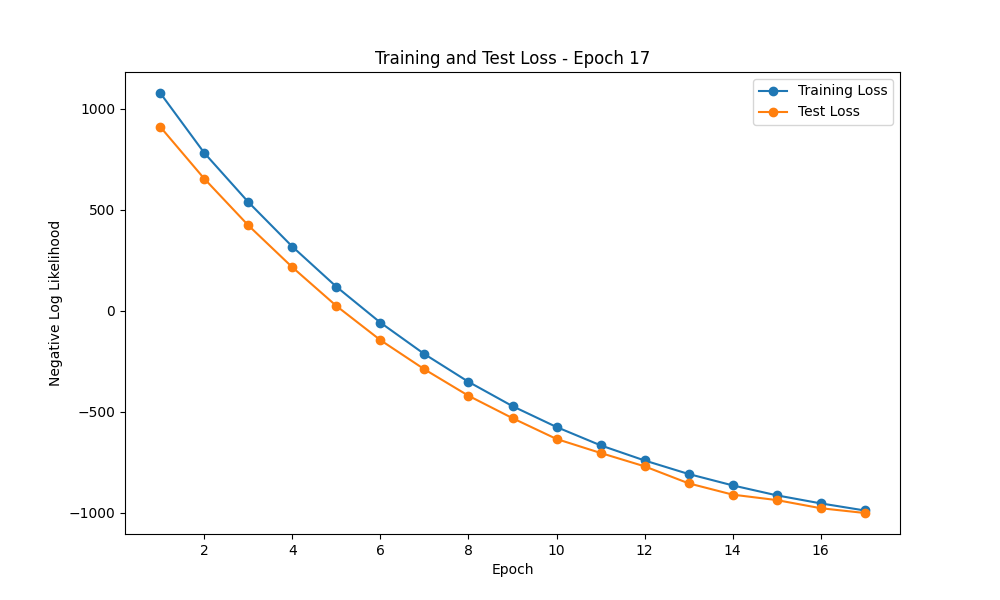 Training and Test Loss - Epoch 17
Training Loss
Test Loss
1000
500
0
−500
−1000
Negative Log Likelihood
2 4 6 8 10 12 14 16
Epoch